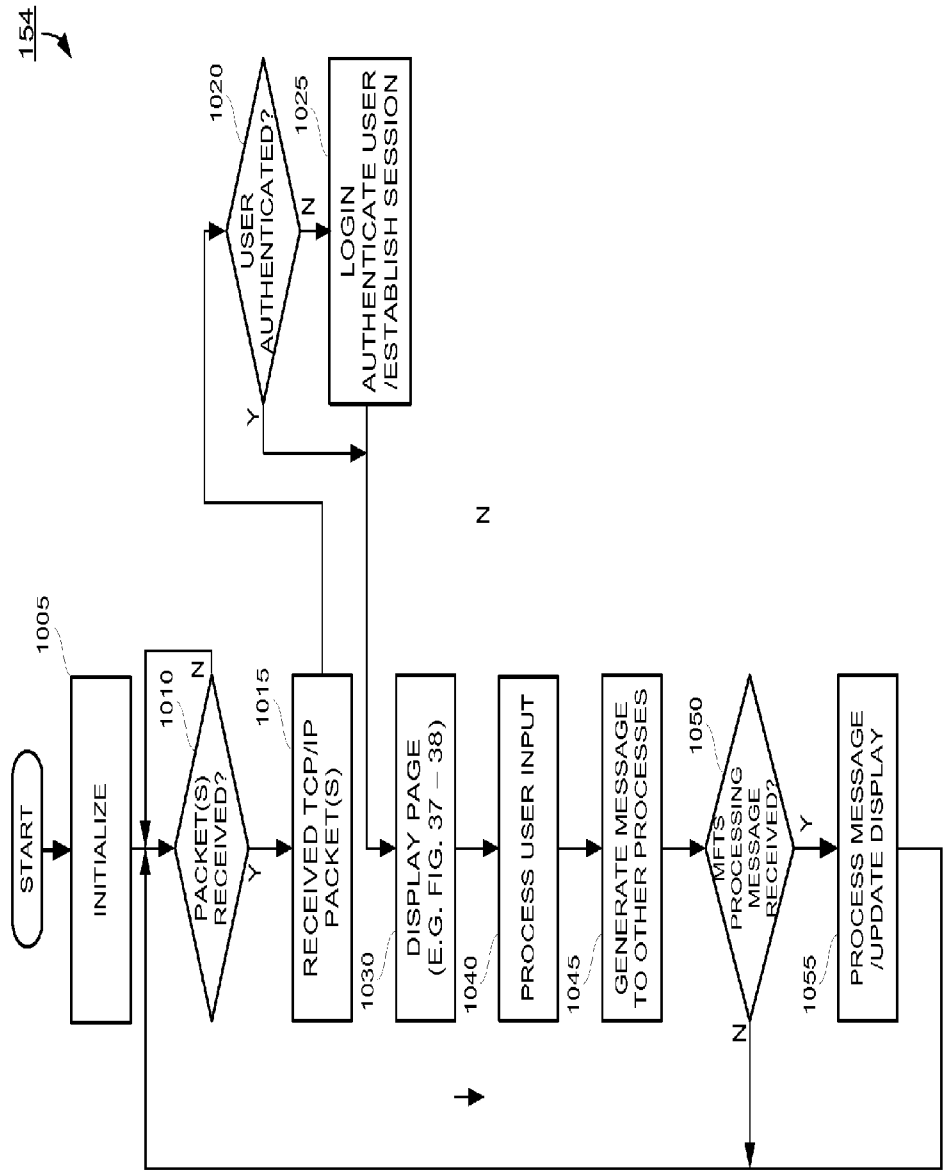 154
START
INITIALIZE
1005
PACKET(S)
RECEIVED?
1010
N
Y
RECEIVED TCP/IP
PACKET(S)
1015
USER
AUTHENTICATED?
1020
Y
N
LOGIN
AUTHENTICATE USER
/ESTABLISH SESSION
1025
DISPLAY PAGE
(E.G. FIG. 37 – 38)
1030
PROCESS USER INPUT
1040
GENERATE MESSAGE
TO OTHER PROCESSES
1045
MFTS
PROCESSING
MESSAGE
RECEIVED?
1050
N
Y
PROCESS MESSAGE
/UPDATE DISPLAY
1055
N